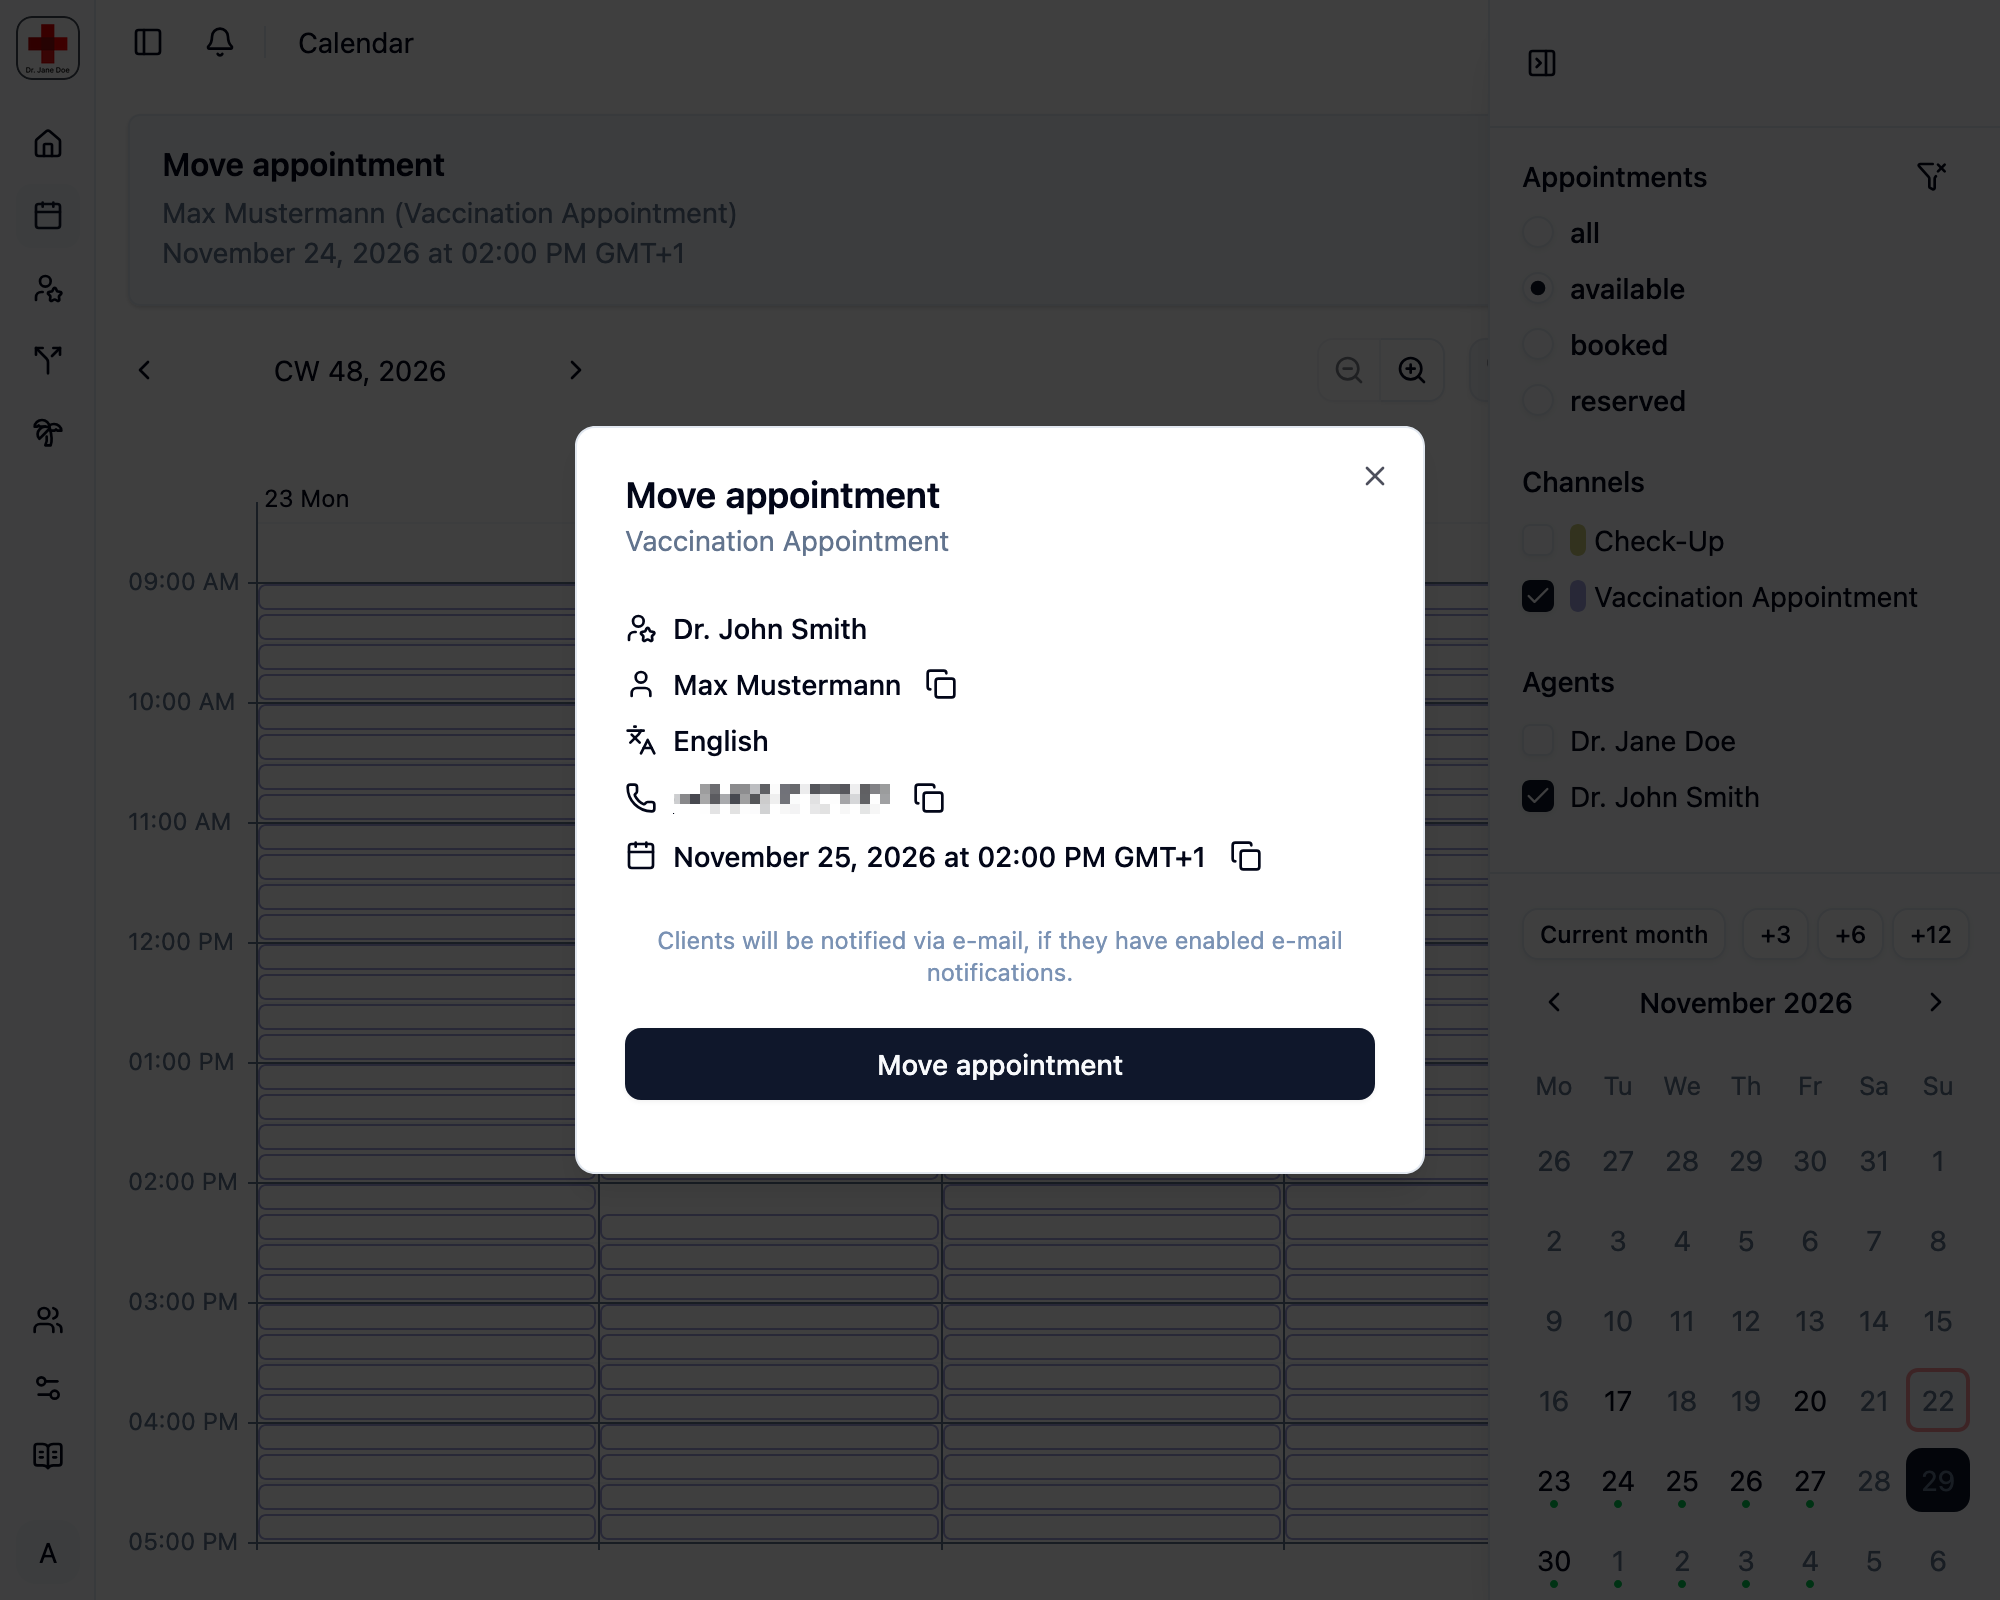 Dr. Jane Doe
Calendar
Move appointment
Max Mustermann (Vaccination Appointment)
November 24, 2026 at 02:00 PM GMT+1
CW 48, 2026
23 Mon
09:00 AM
10:00 AM
11:00 AM
12:00 PM
01:00 PM
02:00 PM
03:00 PM
04:00 PM
05:00 PM
A
Move appointment
Vaccination Appointment
Dr. John Smith
Max Mustermann
English
November 25, 2026 at 02:00 PM GMT+1
Clients will be notified via e-mail, if they have enabled e-mail
notifications.
Move appointment
Appointments
all
available
booked
reserved
Channels
Check-Up
Vaccination Appointment
Agents
Dr. Jane Doe
Dr. John Smith
Current month +3 +6 +12
November 2026
Mo Tu We Th Fr Sa Su
26 27 28 29 30 31 1
2 3 4 5 6 7 8
9 10 11 12 13 14 15
16 17 18 19 20 21 22
23 24 25 26 27 28 29
30 1 2 3 4 5 6